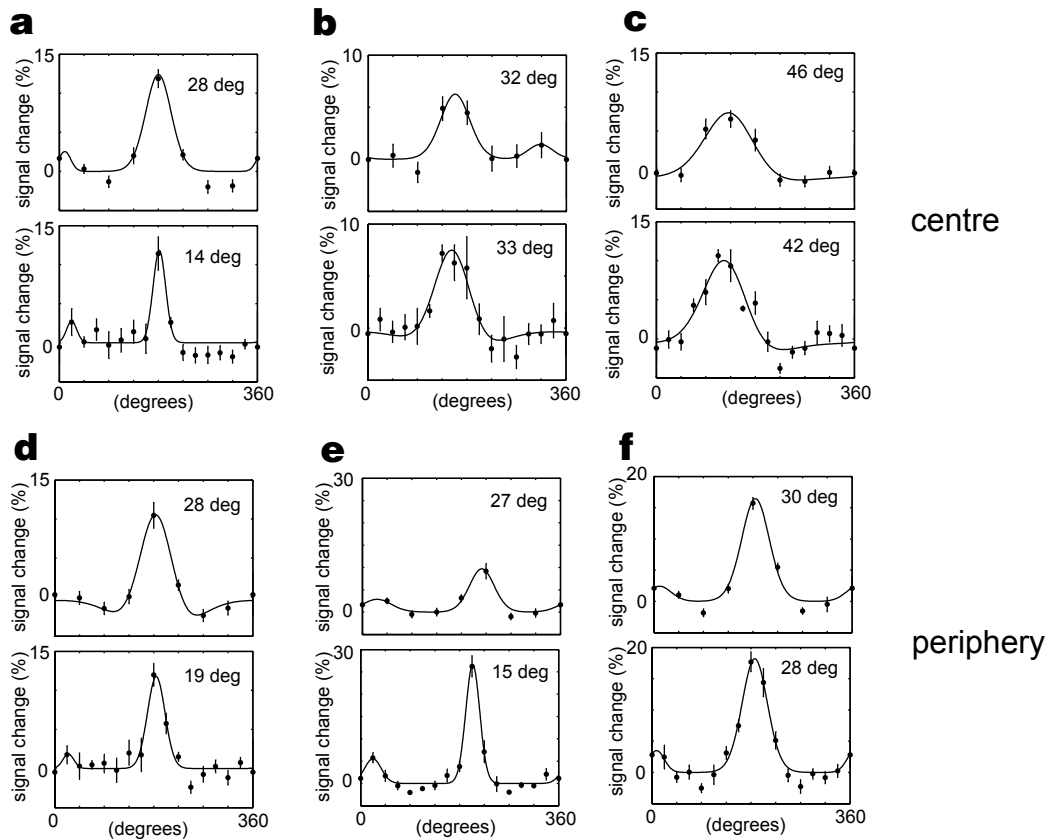 a
signal change (%)
15
0
28 deg
signal change (%)
15
0
14 deg
0
360
(degrees)
b
signal change (%)
10
0
32 deg
signal change (%)
10
0
33 deg
0
360
(degrees)
c
signal change (%)
15
0
46 deg
signal change (%)
15
0
42 deg
0
360
(degrees)
centre
d
signal change (%)
15
0
28 deg
signal change (%)
15
0
19 deg
0
360
(degrees)
e
signal change (%)
30
0
27 deg
signal change (%)
30
0
15 deg
0
360
(degrees)
f
signal change (%)
20
0
30 deg
signal change (%)
20
0
28 deg
0
360
(degrees)
periphery